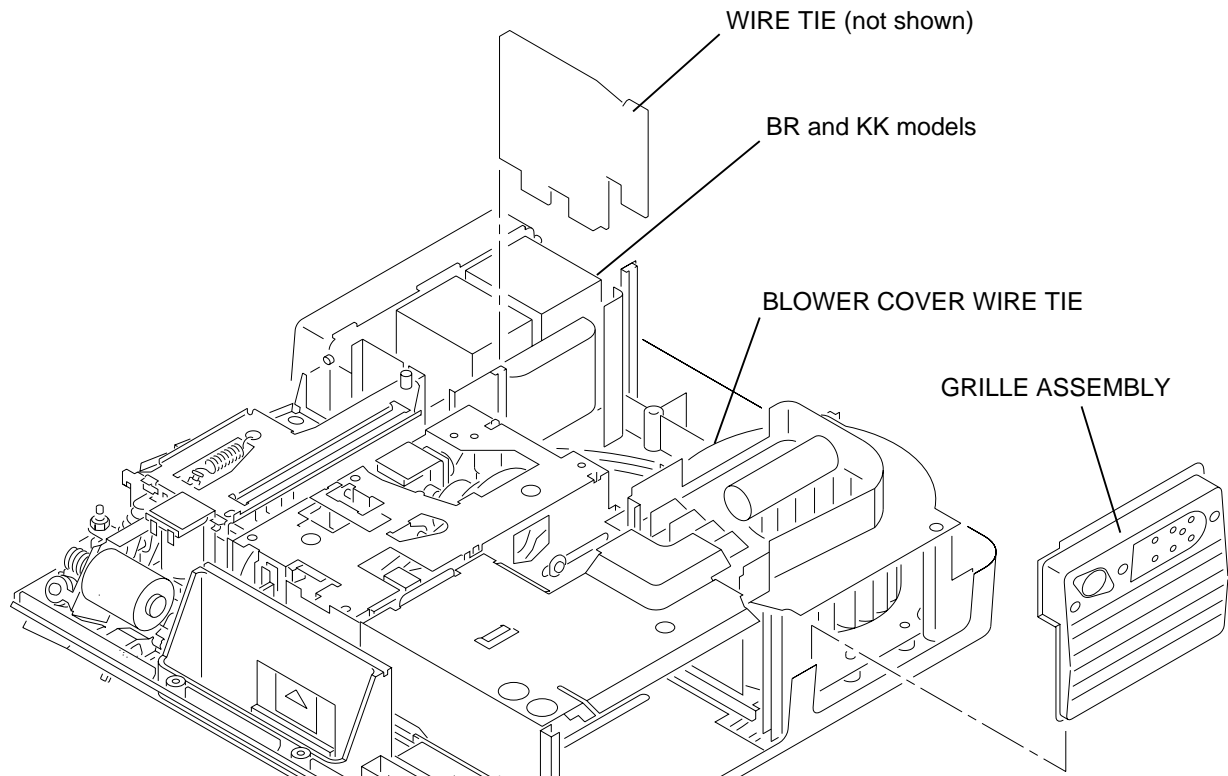 WIRE TIE (not shown)
BR and KK models
BLOWER COVER WIRE TIE
GRILLE ASSEMBLY